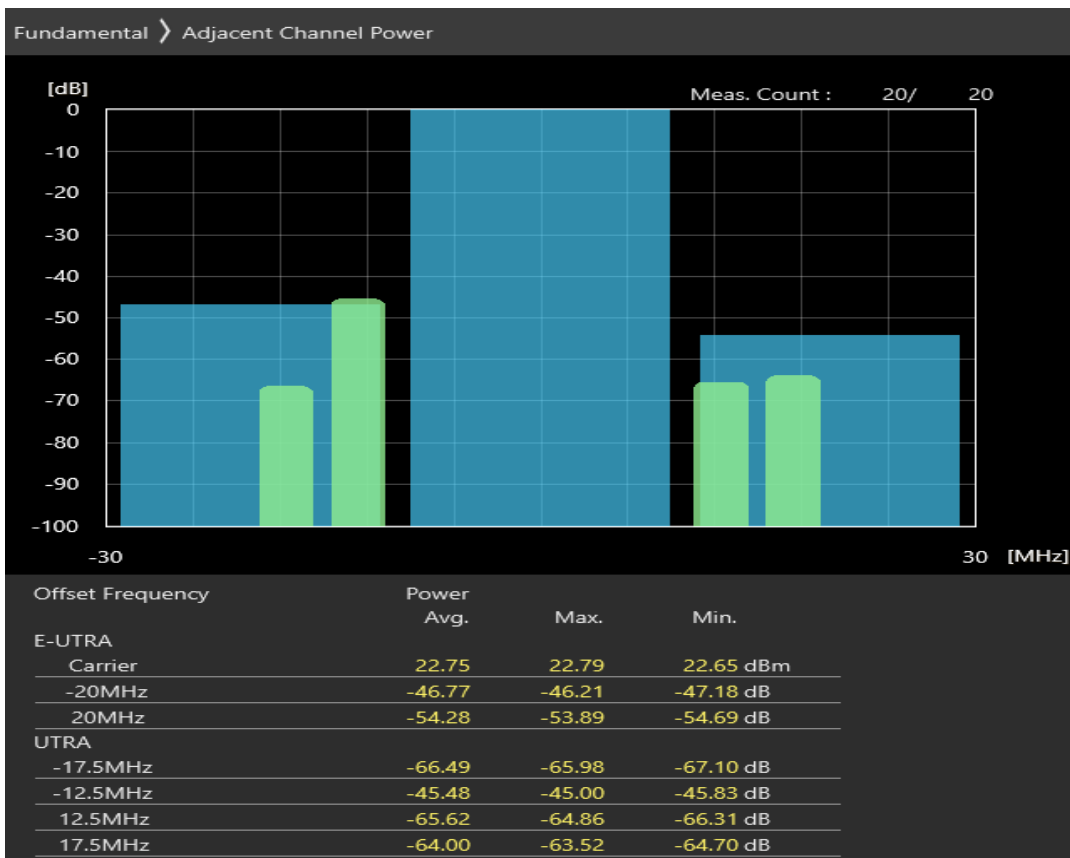 Fundamental 〉 Adjacent Channel Power
[dB]
Meas. Count : 20/ 20
0
-10
-20
-30
-40
-50
-60
-70
-80
-90
-100
-30 30 [MHz]
Offset Frequency Power
Avg. Max. Min.
E-UTRA
Carrier 22.75 22.79 22.65 dBm
-20MHz -46.77 -46.21 -47.18 dB
20MHz -54.28 -53.89 -54.69 dB
UTRA
-17.5MHz -66.49 -65.98 -67.10 dB
-12.5MHz -45.48 -45.00 -45.83 dB
12.5MHz -65.62 -64.86 -66.31 dB
17.5MHz -64.00 -63.52 -64.70 dB